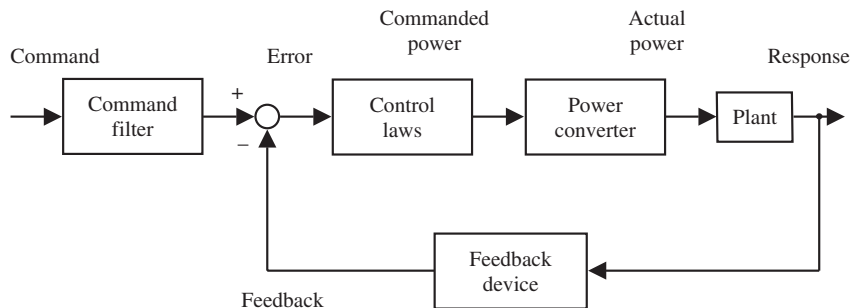 Commanded
power
Actual
power
Command
Error
Response
+
Command
filter
Control
laws
Power
converter
Plant
−
Feedback
device
Feedback